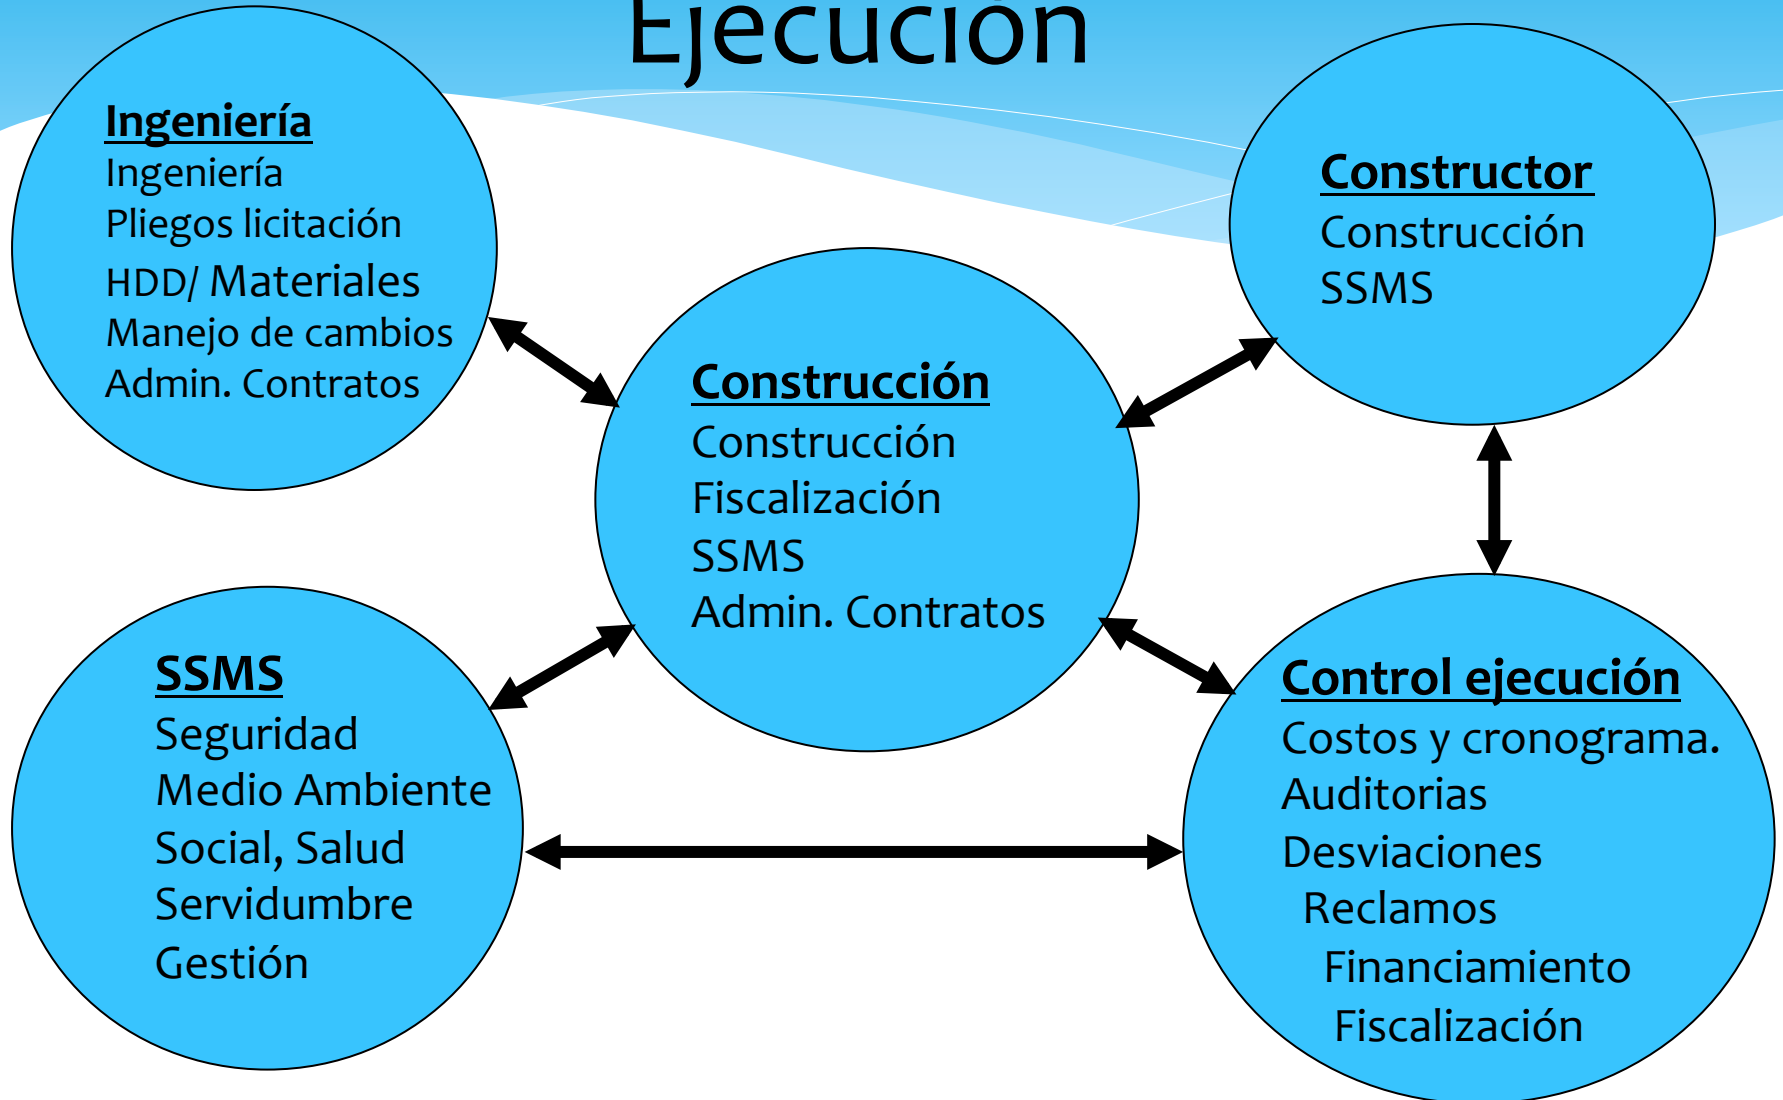 Ejecución
Ingeniería
Ingeniería
Pliegos licitación
HDD/ Materiales
Manejo de cambios
Admin. Contratos
Constructor
Construcción
SSMS
Construcción
Construcción
Fiscalización
SSMS
Admin. Contratos
SSMS
Seguridad
Medio Ambiente
Social, Salud
Servidumbre
Gestión
Control ejecución
Costos y cronograma.
Auditorias
Desviaciones
Reclamos
Financiamiento
Fiscalización